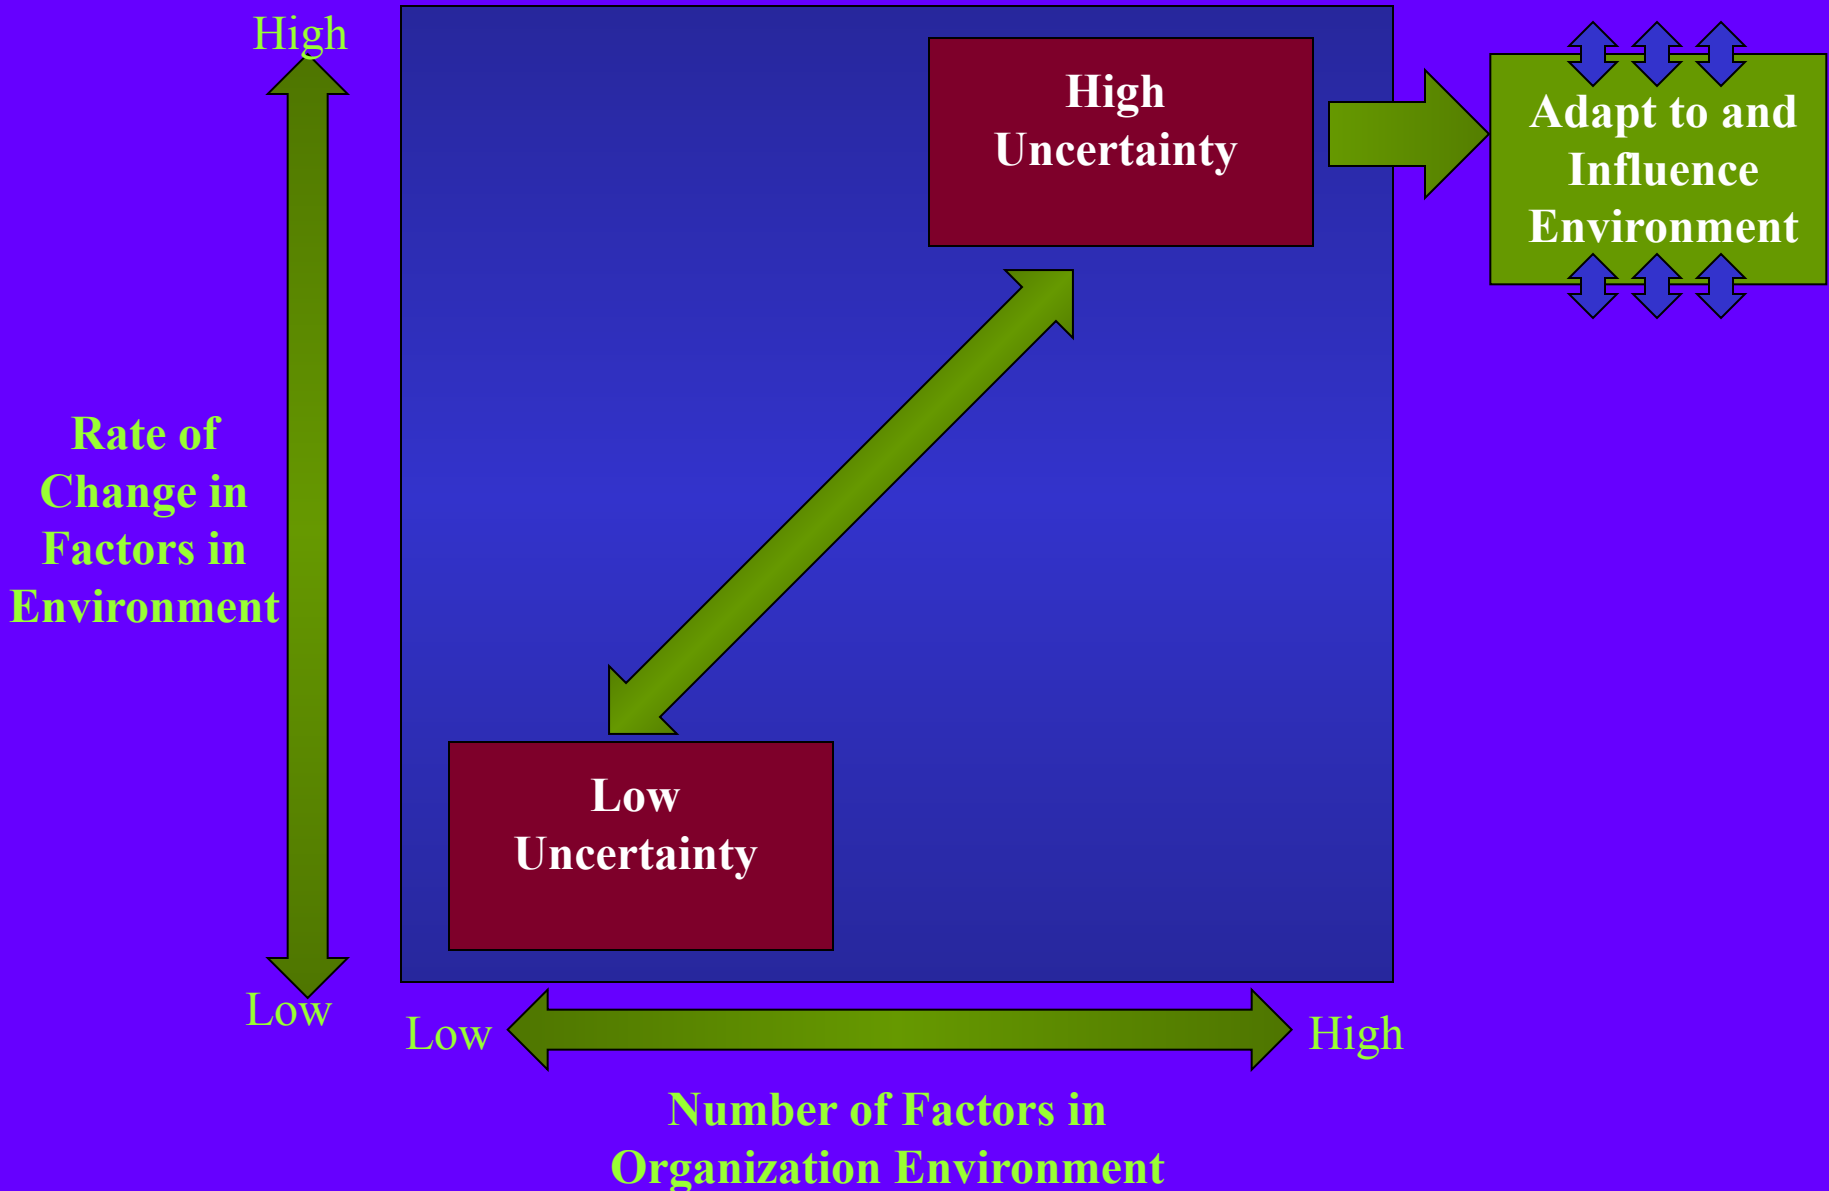 High
High
Uncertainty
Adapt to and
Influence
Environment
Rate of
Change in
Factors in
Environment
Low
Uncertainty
Low
Low
High
Number of Factors in
Organization Environment